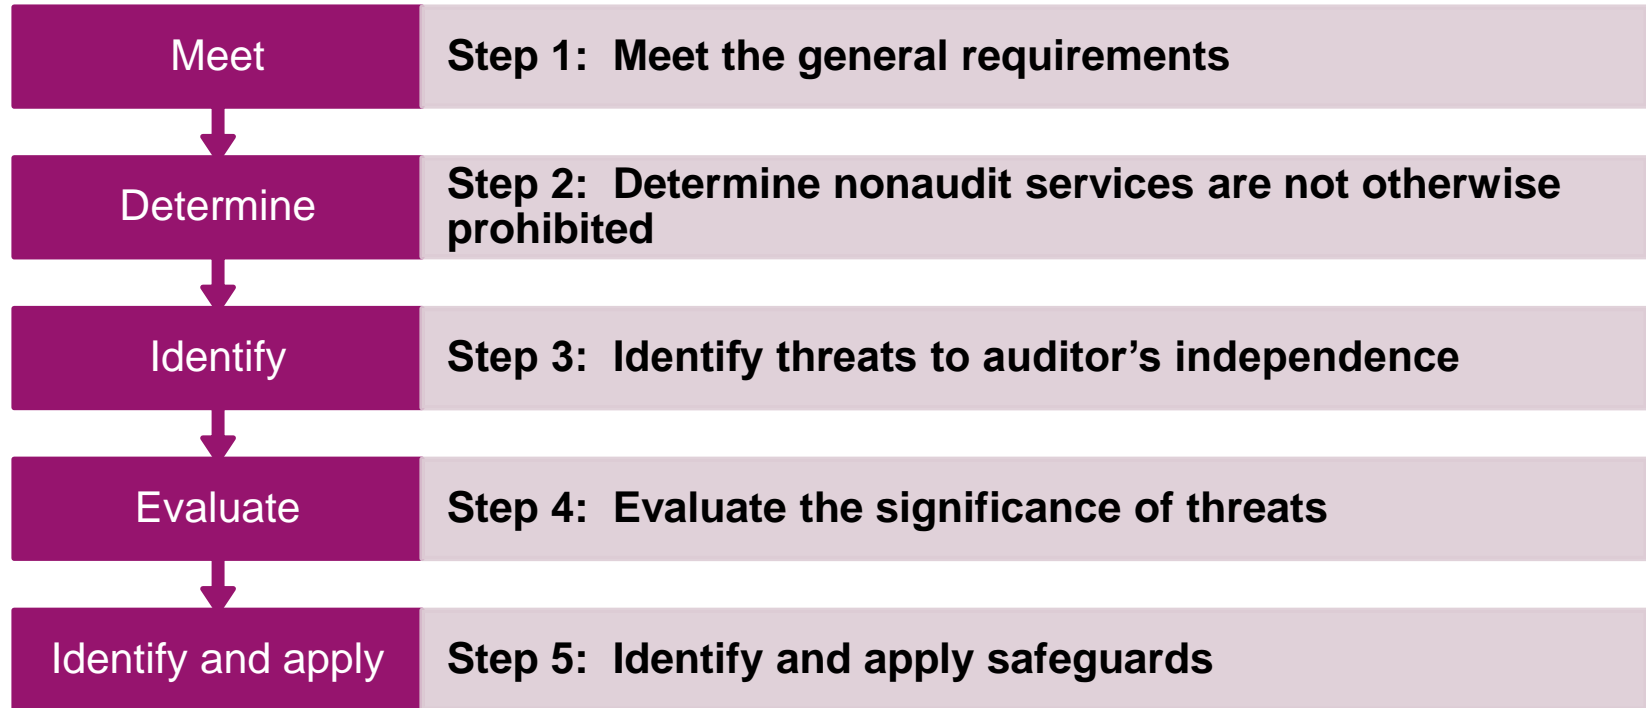 Meet
Step 1: Meet the general requirements
Determine
Step 2: Determine nonaudit services are not otherwise
prohibited
Identify
Step 3: Identify threats to auditor’s independence
Evaluate
Step 4: Evaluate the significance of threats
Identify and apply
Step 5: Identify and apply safeguards